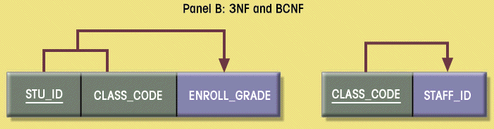 Panel B: 3NF and BCNF
STU_ID CLASS_CODE ENROLL_GRADE CLASS_CODE STAFF_ID